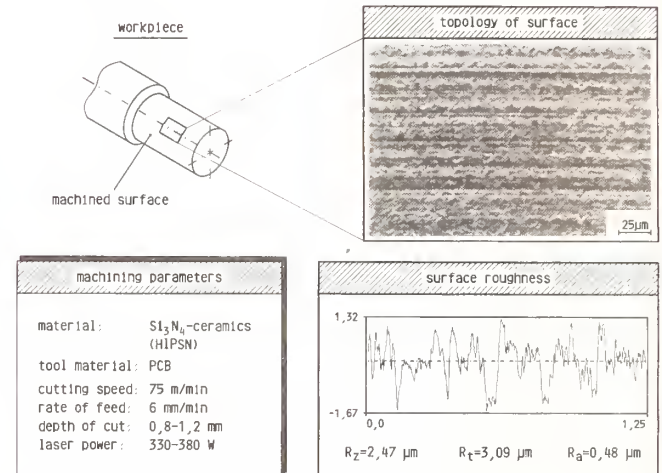 workpiece
machined surface
topology of surface
25µm
machining parameters
material: Si₃N₄-ceramics
(HIPSN)
tool material: PCB
cutting speed: 75 m/min
rate of feed: 6 mm/min
depth of cut: 0,8-1,2 mm
laser power: 330-380 W
surface roughness
1,32
-1,67
0,0
1,25
R_z=2,47 µm R_t=3,09 µm R_a=0,48 µm